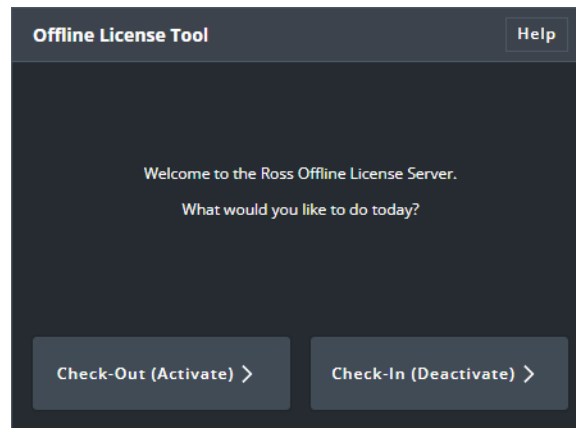 Offline License Tool
Help
Welcome to the Ross Offline License Server.
What would you like to do today?
Check-Out (Activate)
Check-In (Deactivate)